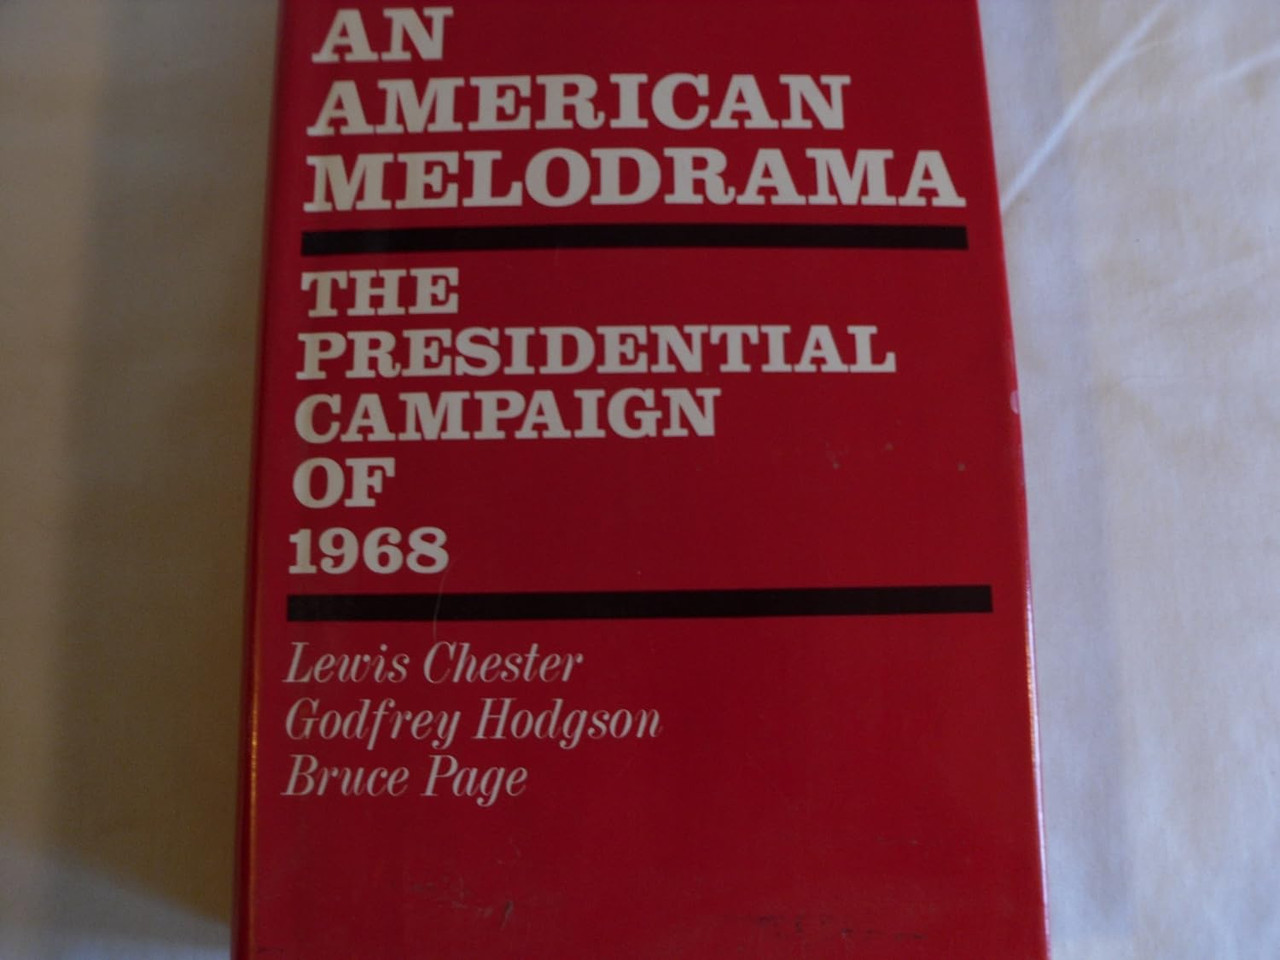 AN
AMERICAN
MELODRAMA
THE
PRESIDENTIAL
CAMPAIGN
OF
1968
Lewis Chester
Godfrey Hodgson
Bruce Page